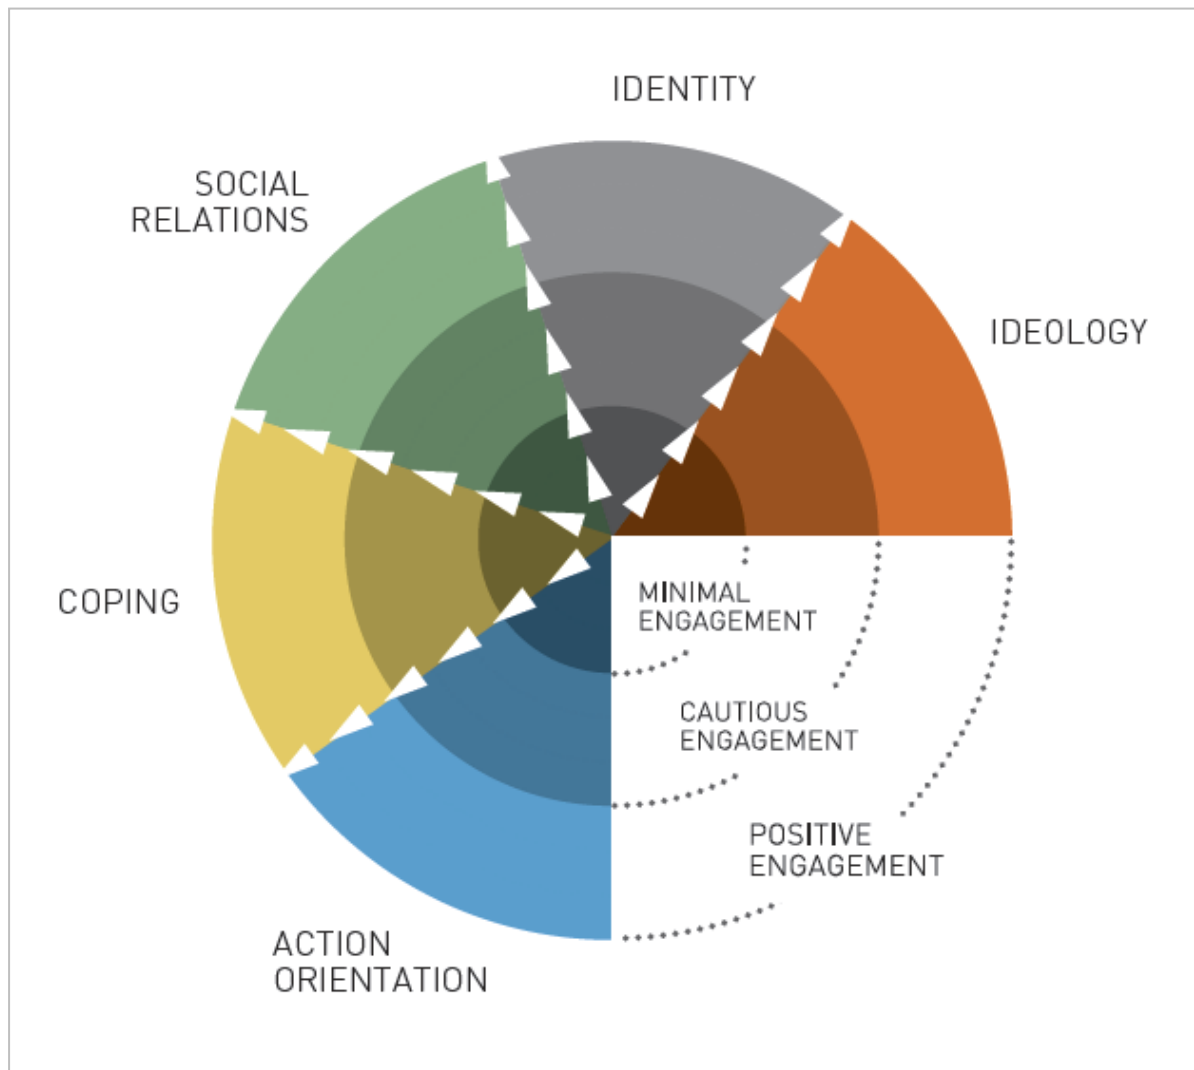 IDENTITY
SOCIAL
RELATIONS
IDEOLOGY
COPING
MINIMAL
ENGAGEMENT
CAUTIOUS
ENGAGEMENT
POSITIVE
ENGAGEMENT
ACTION
ORIENTATION